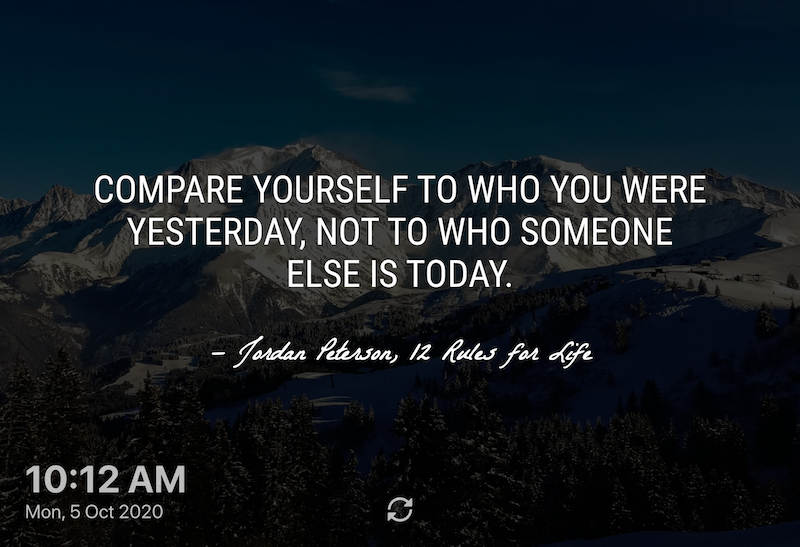 COMPARE YOURSELF TO WHO YOU WERE
YESTERDAY, NOT TO WHO SOMEONE
ELSE IS TODAY.
– Jordan Peterson, 12 Rules for Life
10:12 AM
Mon, 5 Oct 2020